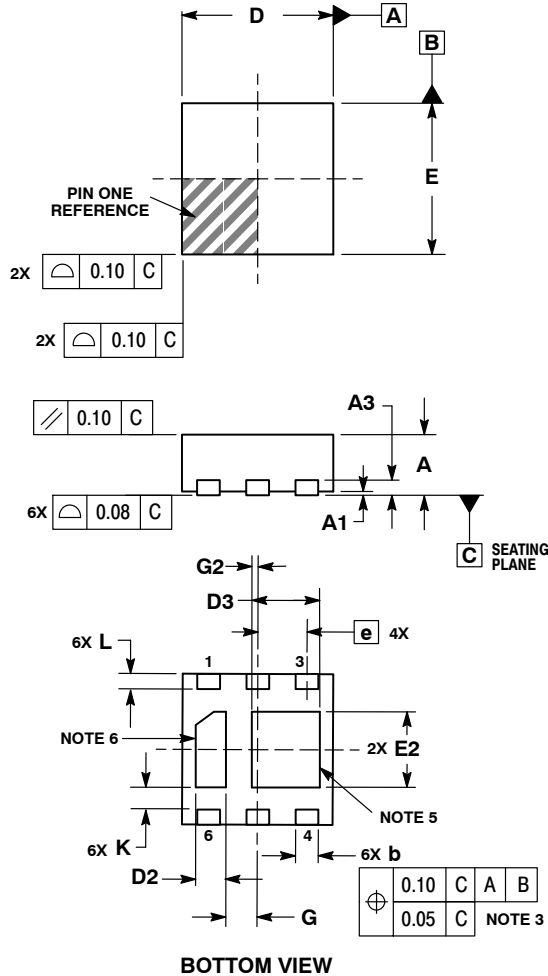 D
A
B
E
PIN ONE
REFERENCE
2X ⌓ 0.10 C
2X ⌓ 0.10 C
// 0.10 C
A3
A
6X ⌓ 0.08 C
A1
C SEATING
PLANE
G2
D3
e 4X
6X L
1 3
NOTE 6
2X E2
NOTE 5
6X K
6 4
6X b
D2
G
⌖ 0.10 C A B
0.05 C NOTE 3
BOTTOM VIEW